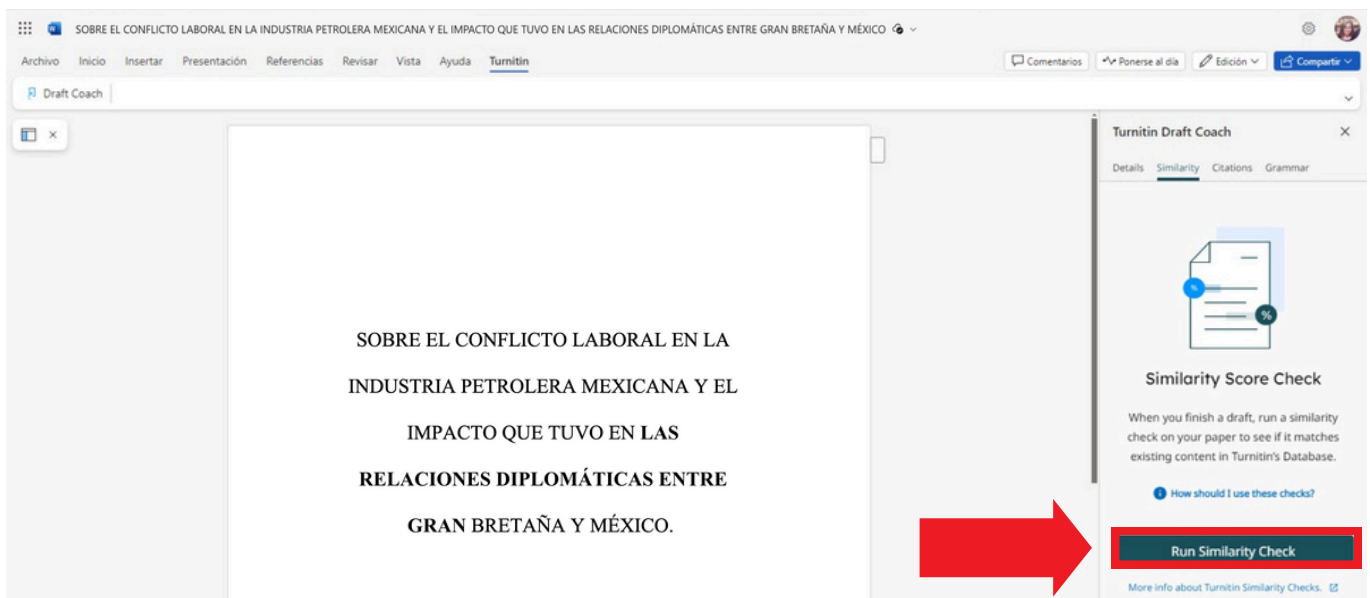 SOBRE EL CONFLICTO LABORAL EN LA INDUSTRIA PETROLERA MEXICANA Y EL IMPACTO QUE TUVO EN LAS RELACIONES DIPLOMÁTICAS ENTRE GRAN BRETAÑA Y MÉXICO
Archivo Inicio Insertar Presentación Referencias Revisar Vista Ayuda Turnitin
Comentarios Ponerse al día Edición Compartir
Draft Coach
Turnitin Draft Coach
Details Similarity Citations Grammar
SOBRE EL CONFLICTO LABORAL EN LA
INDUSTRIA PETROLERA MEXICANA Y EL
IMPACTO QUE TUVO EN LAS
RELACIONES DIPLOMÁTICAS ENTRE
GRAN BRETAÑA Y MÉXICO.
%
%
Similarity Score Check
When you finish a draft, run a similarity
check on your paper to see if it matches
existing content in Turnitin's Database.
How should I use these checks?
Run Similarity Check
More info about Turnitin Similarity Checks.